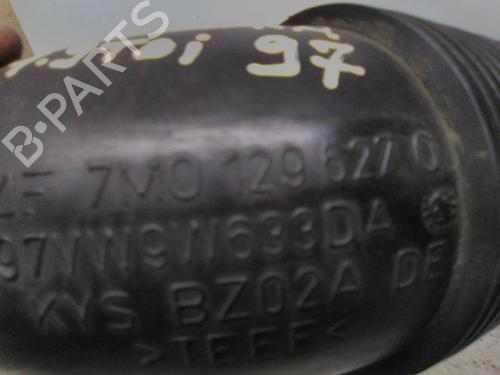 97
7M0 129 627 Q
97VW9W633DA
KYS BZ02A DE
>TEEE<
B-PARTS